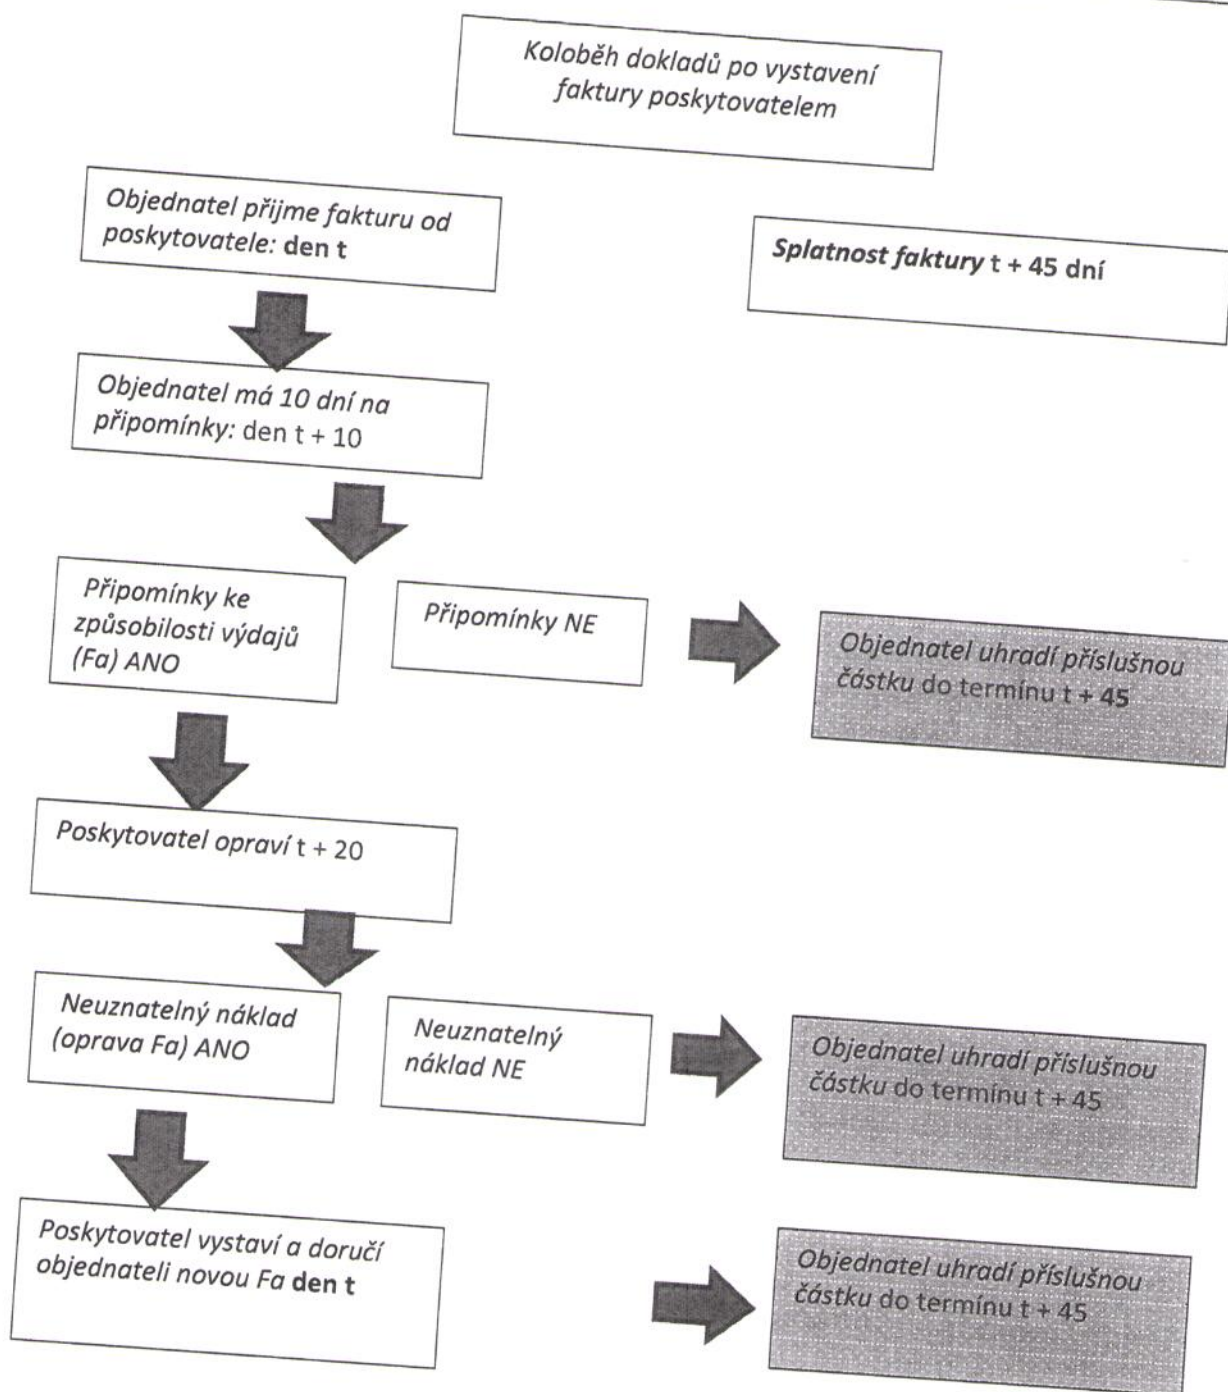 Koloběh dokladů po vystavení
faktury poskytovatelem
Objednatel přijme fakturu od
poskytovatele: den t
Splatnost faktury t + 45 dní
Objednatel má 10 dní na
připomínky: den t + 10
Připomínky ke
způsobilosti výdajů
(Fa) ANO
Připomínky NE
Objednatel uhradí příslušnou
částku do termínu t + 45
Poskytovatel opraví t + 20
Neuznatelný náklad
(oprava Fa) ANO
Neuznatelný
náklad NE
Objednatel uhradí příslušnou
částku do termínu t + 45
Poskytovatel vystaví a doručí
objednateli novou Fa den t
Objednatel uhradí příslušnou
částku do termínu t + 45